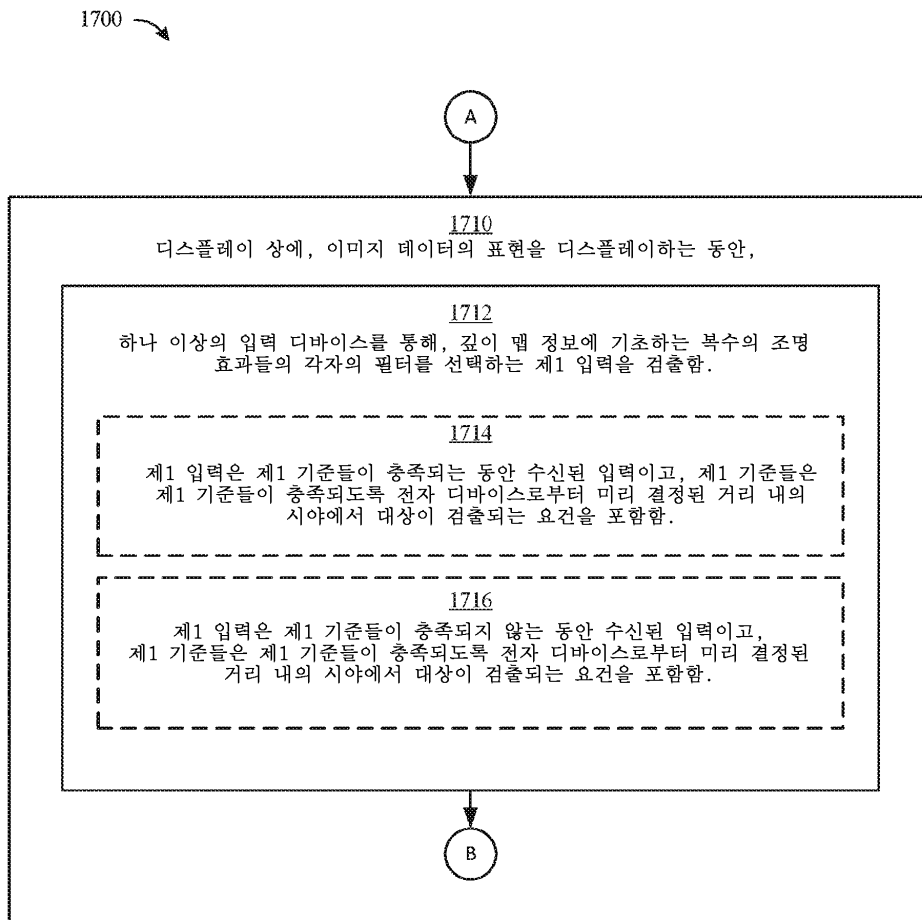 1700
A
1710
디스플레이 상에, 이미지 데이터의 표현을 디스플레이하는 동안,
1712
하나 이상의 입력 디바이스를 통해, 깊이 맵 정보에 기초하는 복수의 조명
효과들의 각자의 필터를 선택하는 제1 입력을 검출함.
1714
제1 입력은 제1 기준들이 충족되는 동안 수신된 입력이고, 제1 기준들은
제1 기준들이 충족되도록 전자 디바이스로부터 미리 결정된 거리 내의
시야에서 대상이 검출되는 요건을 포함함.
1716
제1 입력은 제1 기준들이 충족되지 않는 동안 수신된 입력이고,
제1 기준들은 제1 기준들이 충족되도록 전자 디바이스로부터 미리 결정된
거리 내의 시야에서 대상이 검출되는 요건을 포함함.
B